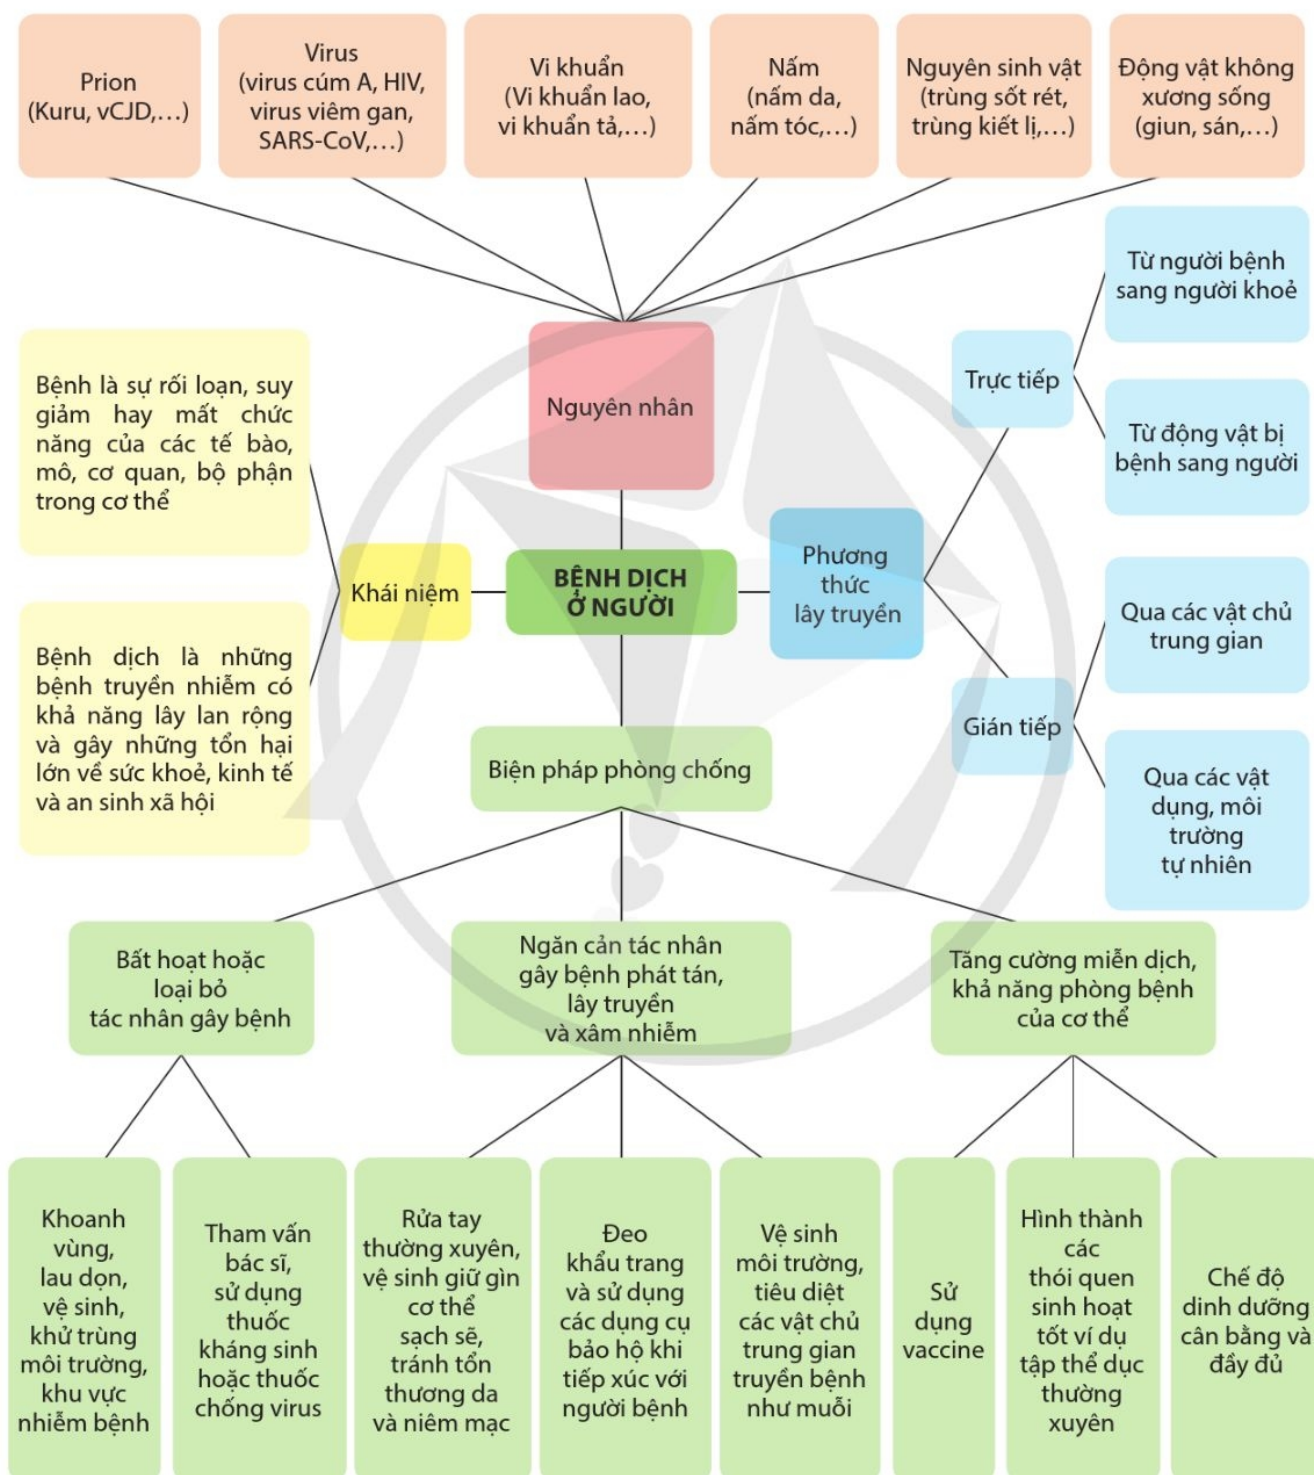 Prion
(Kuru, vCJD,...)
Virus
(virus cúm A, HIV,
virus viêm gan,
SARS-CoV,...)
Vi khuẩn
(Vi khuẩn lao,
vi khuẩn tả,...)
Nấm
(nấm da,
nấm tóc,...)
Nguyên sinh vật
(trùng sốt rét,
trùng kiết lị,...)
Động vật không
xương sống
(giun, sán,...)
Nguyên nhân
Bệnh là sự rối loạn, suy
giảm hay mất chức
năng của các tế bào,
mô, cơ quan, bộ phận
trong cơ thể
Bệnh dịch là những
bệnh truyền nhiễm có
khả năng lây lan rộng
và gây những tổn hại
lớn về sức khoẻ, kinh tế
và an sinh xã hội
Khái niệm
BỆNH DỊCH
Ở NGƯỜI
Phương
thức
lây truyền
Trực tiếp
Từ người bệnh
sang người khoẻ
Từ động vật bị
bệnh sang người
Gián tiếp
Qua các vật chủ
trung gian
Qua các vật
dụng, môi
trường
tự nhiên
Biện pháp phòng chống
Bất hoạt hoặc
loại bỏ
tác nhân gây bệnh
Ngăn cản tác nhân
gây bệnh phát tán,
lây truyền
và xâm nhiễm
Tăng cường miễn dịch,
khả năng phòng bệnh
của cơ thể
Khoanh
vùng,
lau dọn,
vệ sinh,
khử trùng
môi trường,
khu vực
nhiễm bệnh
Tham vấn
bác sĩ,
sử dụng
thuốc
kháng sinh
hoặc thuốc
chống virus
Rửa tay
thường xuyên,
vệ sinh giữ gìn
cơ thể
sạch sẽ,
tránh tổn
thương da
và niêm mạc
Đeo
khẩu trang
và sử dụng
các dụng cụ
bảo hộ khi
tiếp xúc với
người bệnh
Vệ sinh
môi trường,
tiêu diệt
các vật chủ
trung gian
truyền bệnh
như muỗi
Sử
dụng
vaccine
Hình thành
các
thói quen
sinh hoạt
tốt ví dụ
tập thể dục
thường
xuyên
Chế độ
dinh dưỡng
cân bằng và
đầy đủ